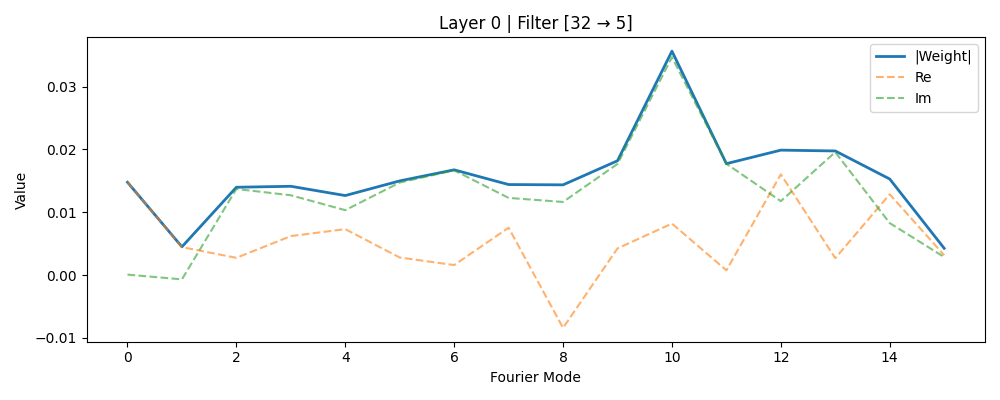 Layer 0 | Filter [32 → 5]
|Weight|
Re
Im
0.03
0.02
0.01
0.00
−0.01
Value
0 2 4 6 8 10 12 14
Fourier Mode